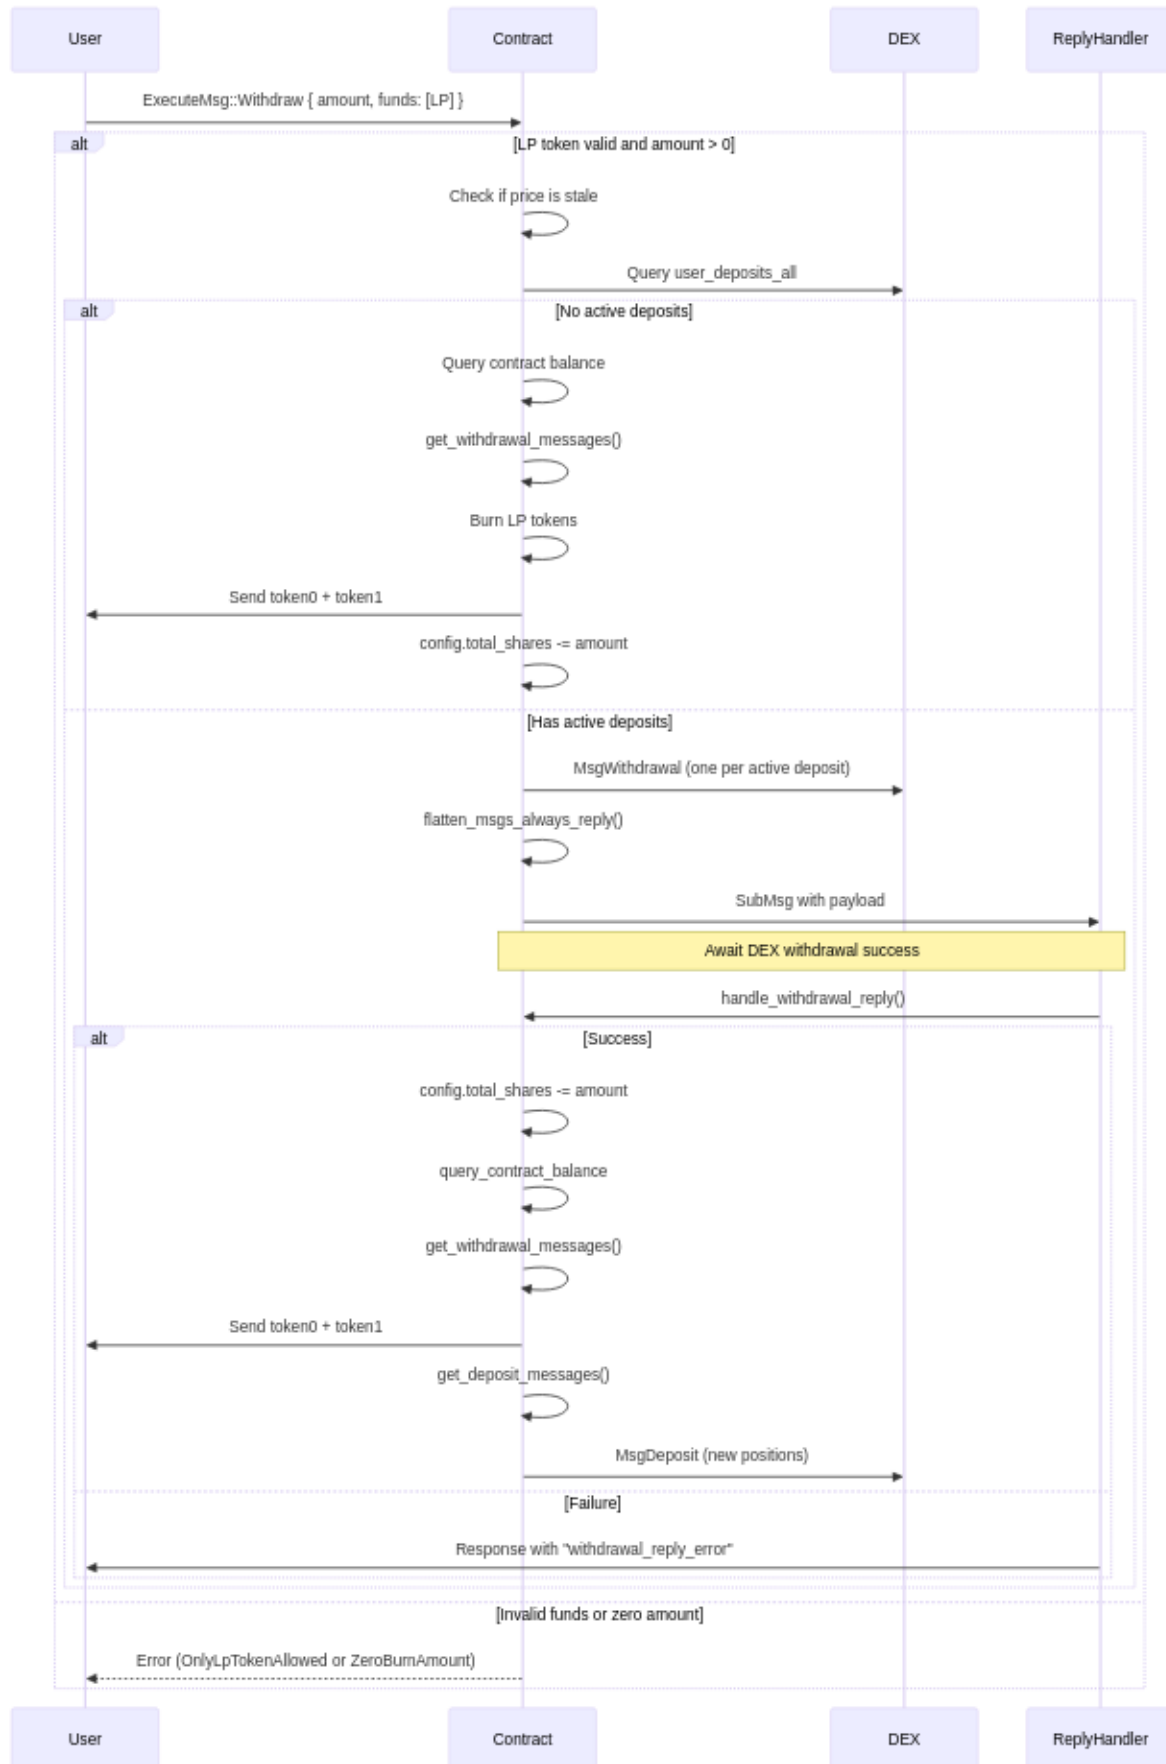 User
Contract
DEX
ReplyHandler
ExecuteMsg::Withdraw { amount, funds: [LP] }
alt
[LP token valid and amount > 0]
Check if price is stale
Query user_deposits_all
alt
[No active deposits]
Query contract balance
get_withdrawal_messages()
Burn LP tokens
Send token0 + token1
config.total_shares -= amount
[Has active deposits]
MsgWithdrawal (one per active deposit)
flatten_msgs_always_reply()
SubMsg with payload
Await DEX withdrawal success
handle_withdrawal_reply()
alt
[Success]
config.total_shares -= amount
query_contract_balance
get_withdrawal_messages()
Send token0 + token1
get_deposit_messages()
MsgDeposit (new positions)
[Failure]
Response with "withdrawal_reply_error"
[Invalid funds or zero amount]
Error (OnlyLpTokenAllowed or ZeroBurnAmount)
User
Contract
DEX
ReplyHandler